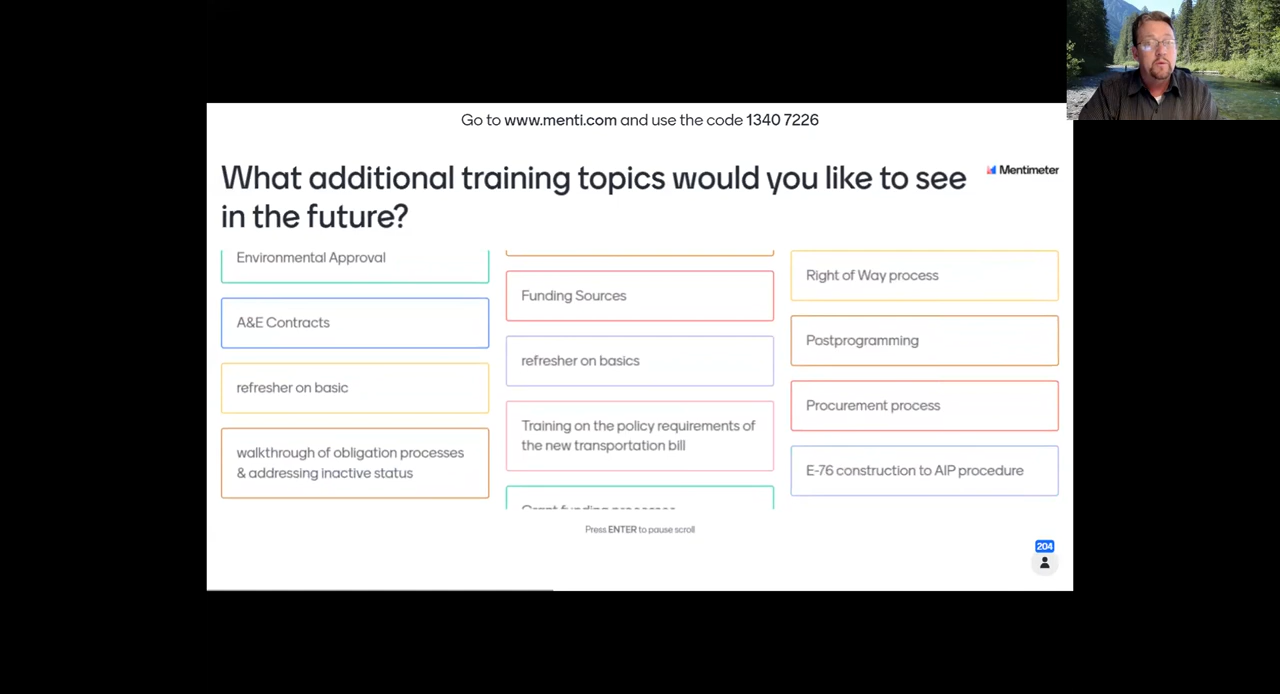 Go to www.menti.com and use the code 1340 7226
What additional training topics would you like to see
in the future?
Mentimeter
Environmental Approval
A&E Contracts
refresher on basic
walkthrough of obligation processes
& addressing inactive status
Funding Sources
refresher on basics
Training on the policy requirements of
the new transportation bill
Grant funding processes
Right of Way process
Postprogramming
Procurement process
E-76 construction to AIP procedure
Press ENTER to pause scroll
204